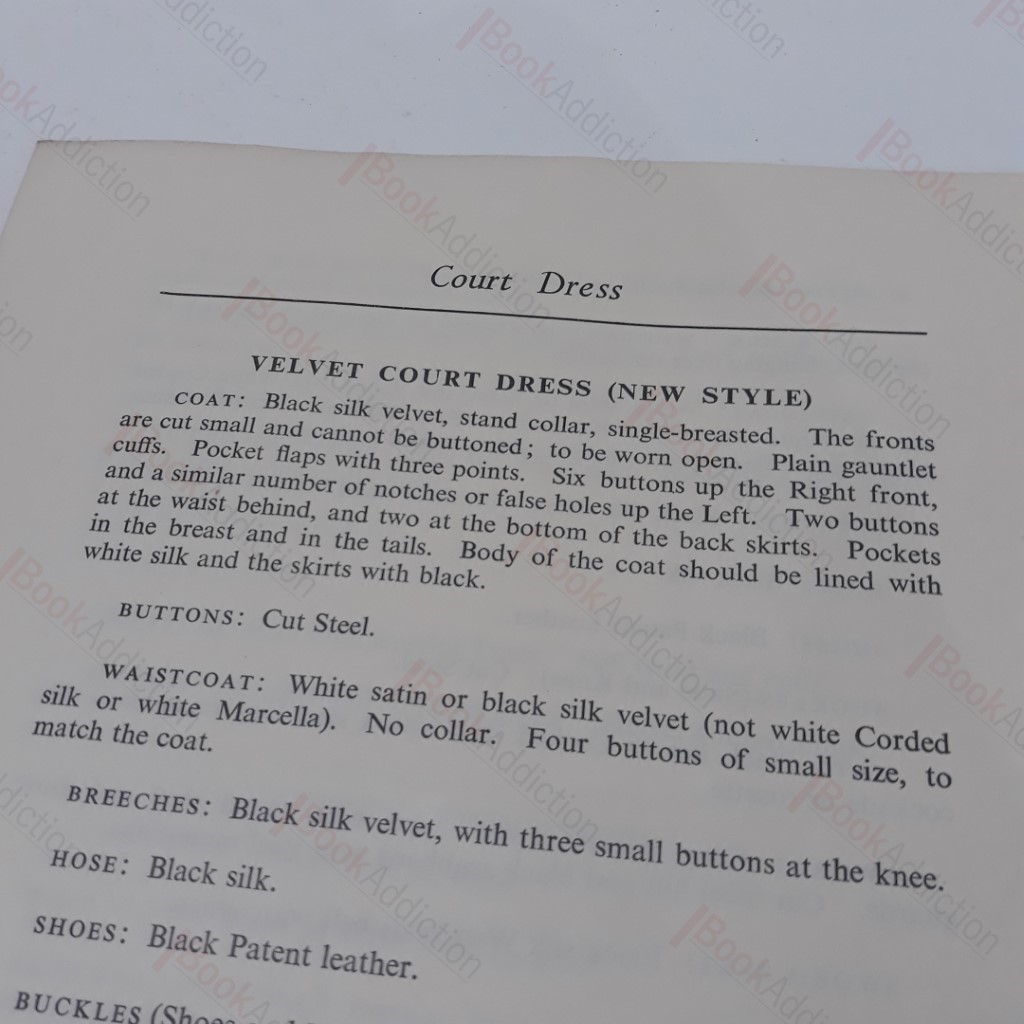 Court Dress
VELVET COURT DRESS (NEW STYLE)
COAT: Black silk velvet, stand collar, single-breasted. The fronts
are cut small and cannot be buttoned; to be worn open. Plain gauntlet
cuffs. Pocket flaps with three points. Six buttons up the Right front,
and a similar number of notches or false holes up the Left. Two buttons
at the waist behind, and two at the bottom of the back skirts. Pockets
in the breast and in the tails. Body of the coat should be lined with
white silk and the skirts with black.
BUTTONS: Cut Steel.
WAISTCOAT: White satin or black silk velvet (not white Corded
silk or white Marcella). No collar. Four buttons of small size, to
match the coat.
BREECHES: Black silk velvet, with three small buttons at the knee.
HOSE: Black silk.
SHOES: Black Patent leather.
BUCKLES (Shoe
BookAddiction